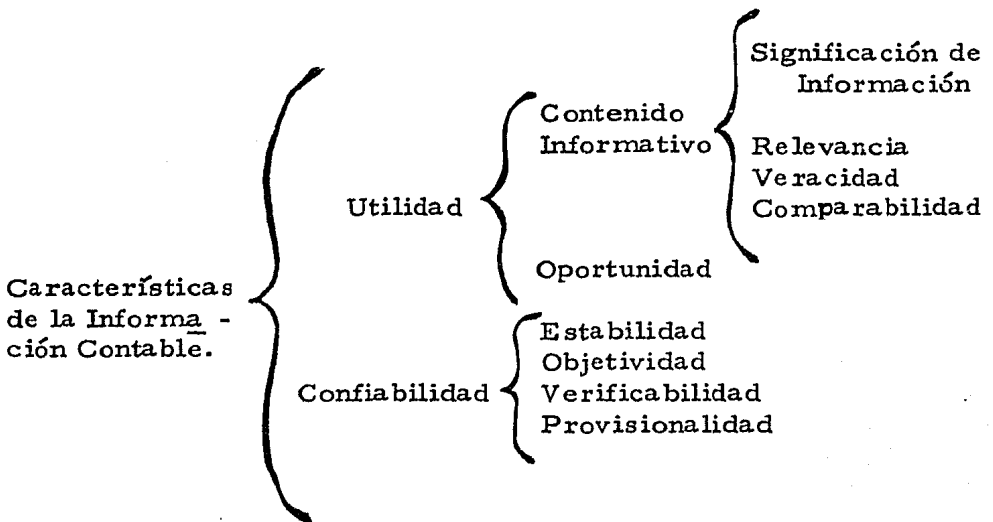 Características
de la Informa -
ción Contable.
Utilidad
Contenido
Informativo
Significación de
Información
Relevancia
Veracidad
Comparabilidad
Oportunidad
Confiabilidad
Estabilidad
Objetividad
Verificabilidad
Provisionalidad